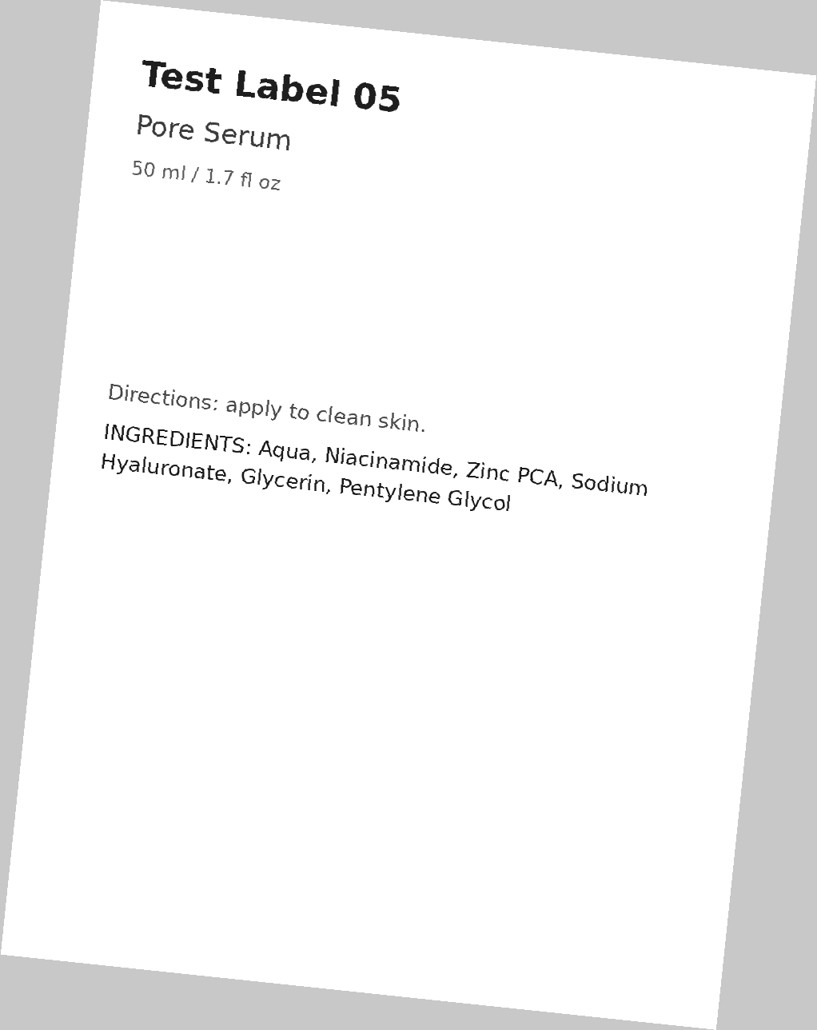 Test Label 05
Pore Serum
50 ml / 1.7 fl oz
Directions: apply to clean skin.
INGREDIENTS: Aqua, Niacinamide, Zinc PCA, Sodium
Hyaluronate, Glycerin, Pentylene Glycol